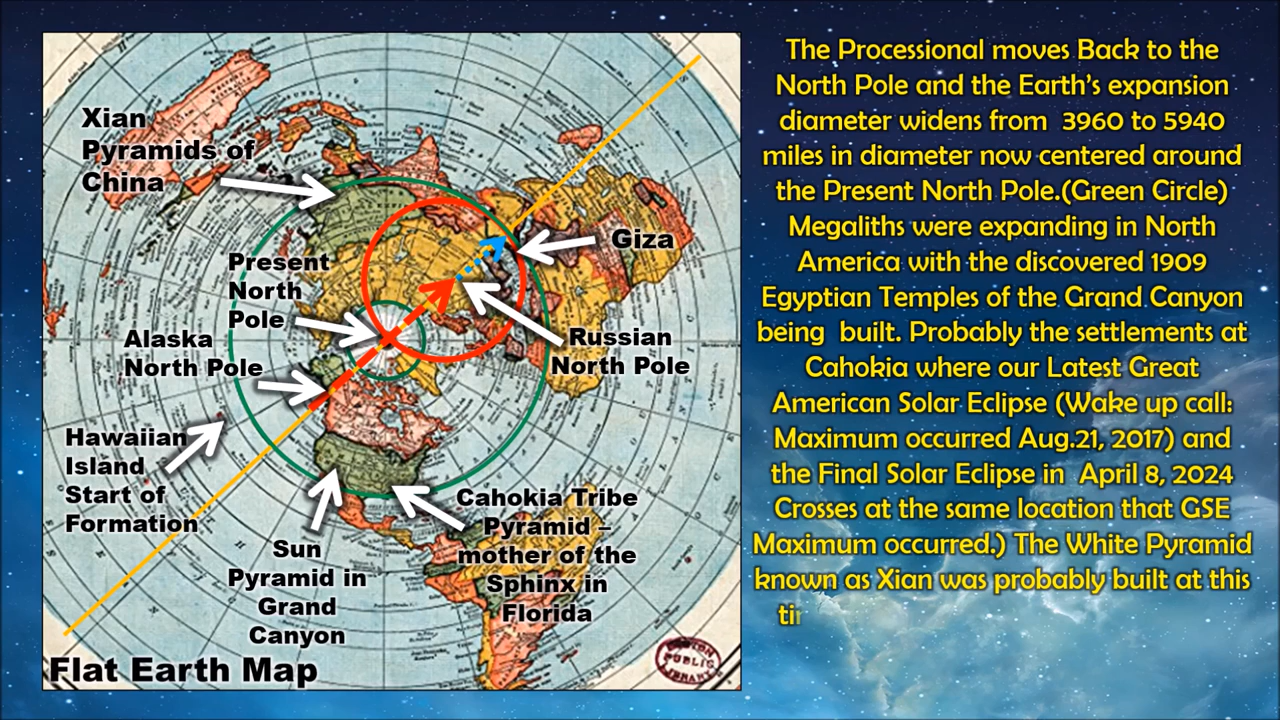 Xian
Pyramids of
China
Present
North
Pole
Alaska
North Pole
Hawaiian
Island
Start of
Formation
Giza
Russian
North Pole
Cahokia Tribe
Pyramid –
mother of the
Sphinx in
Florida
Sun
Pyramid in
Grand
Canyon
Flat Earth Map
PUBLIC
The Processional moves Back to the
North Pole and the Earth's expansion
diameter widens from 3960 to 5940
miles in diameter now centered around
the Present North Pole.(Green Circle)
Megaliths were expanding in North
America with the discovered 1909
Egyptian Temples of the Grand Canyon
being built. Probably the settlements at
Cahokia where our Latest Great
American Solar Eclipse (Wake up call:
Maximum occurred Aug.21, 2017) and
the Final Solar Eclipse in April 8, 2024
Crosses at the same location that GSE
Maximum occurred.) The White Pyramid
known as Xian was probably built at this
ti